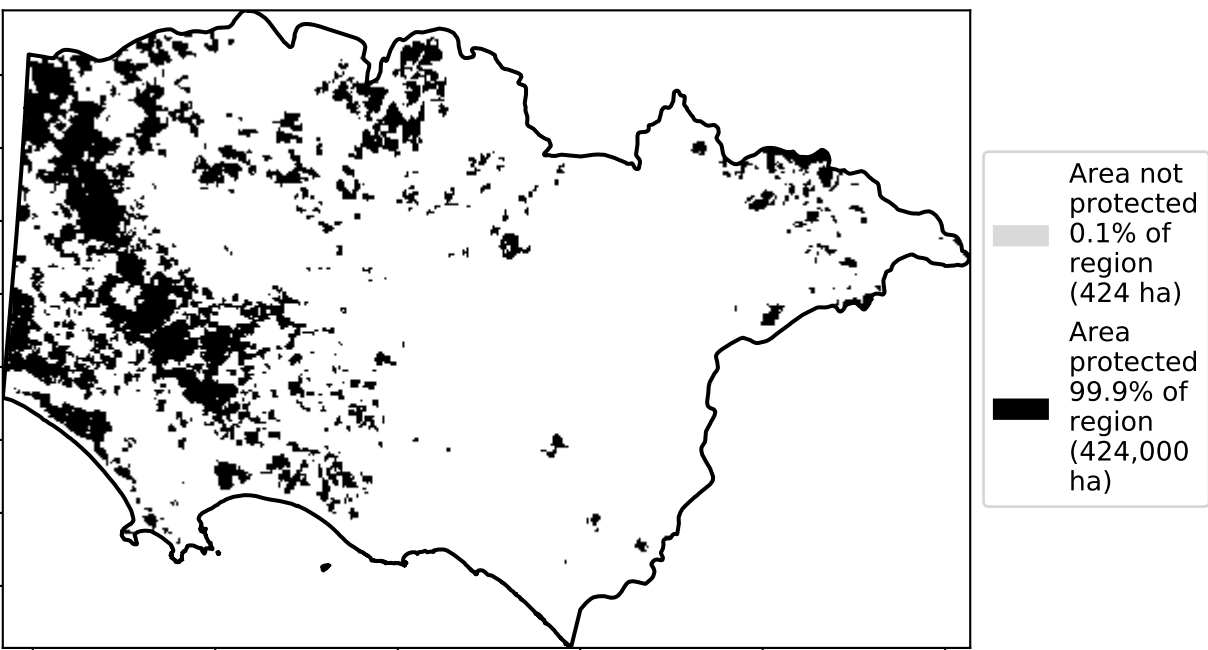 Area not
protected
0.1% of
region
(424 ha)
Area
protected
99.9% of
region
(424,000
ha)